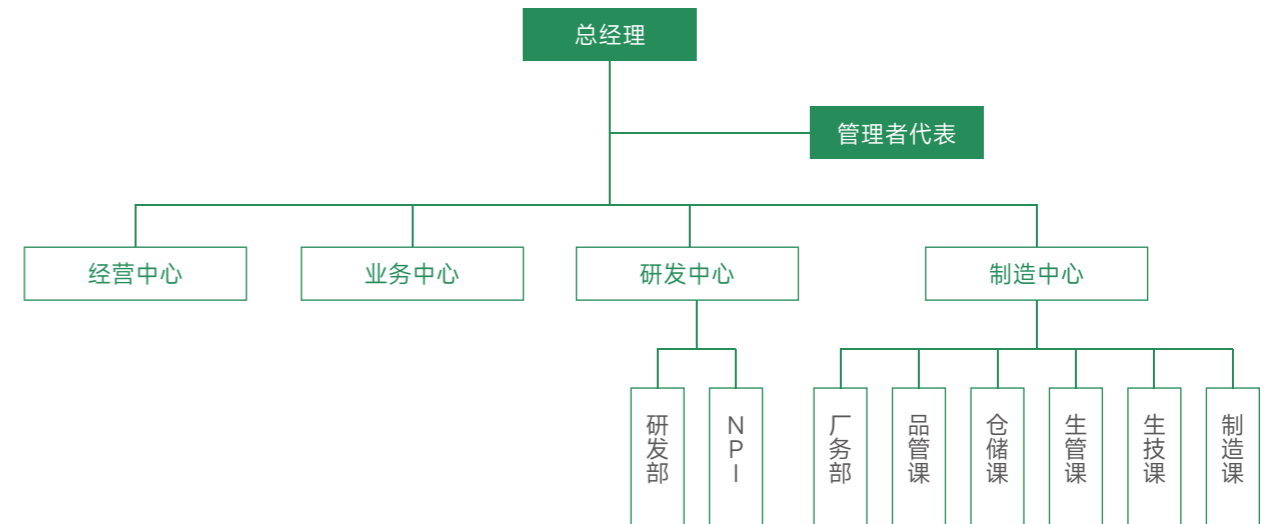 总经理
管理者代表
经营中心
业务中心
研发中心
制造中心
研发部
NPI
厂务部
品管课
仓储课
生管课
生技课
制造课